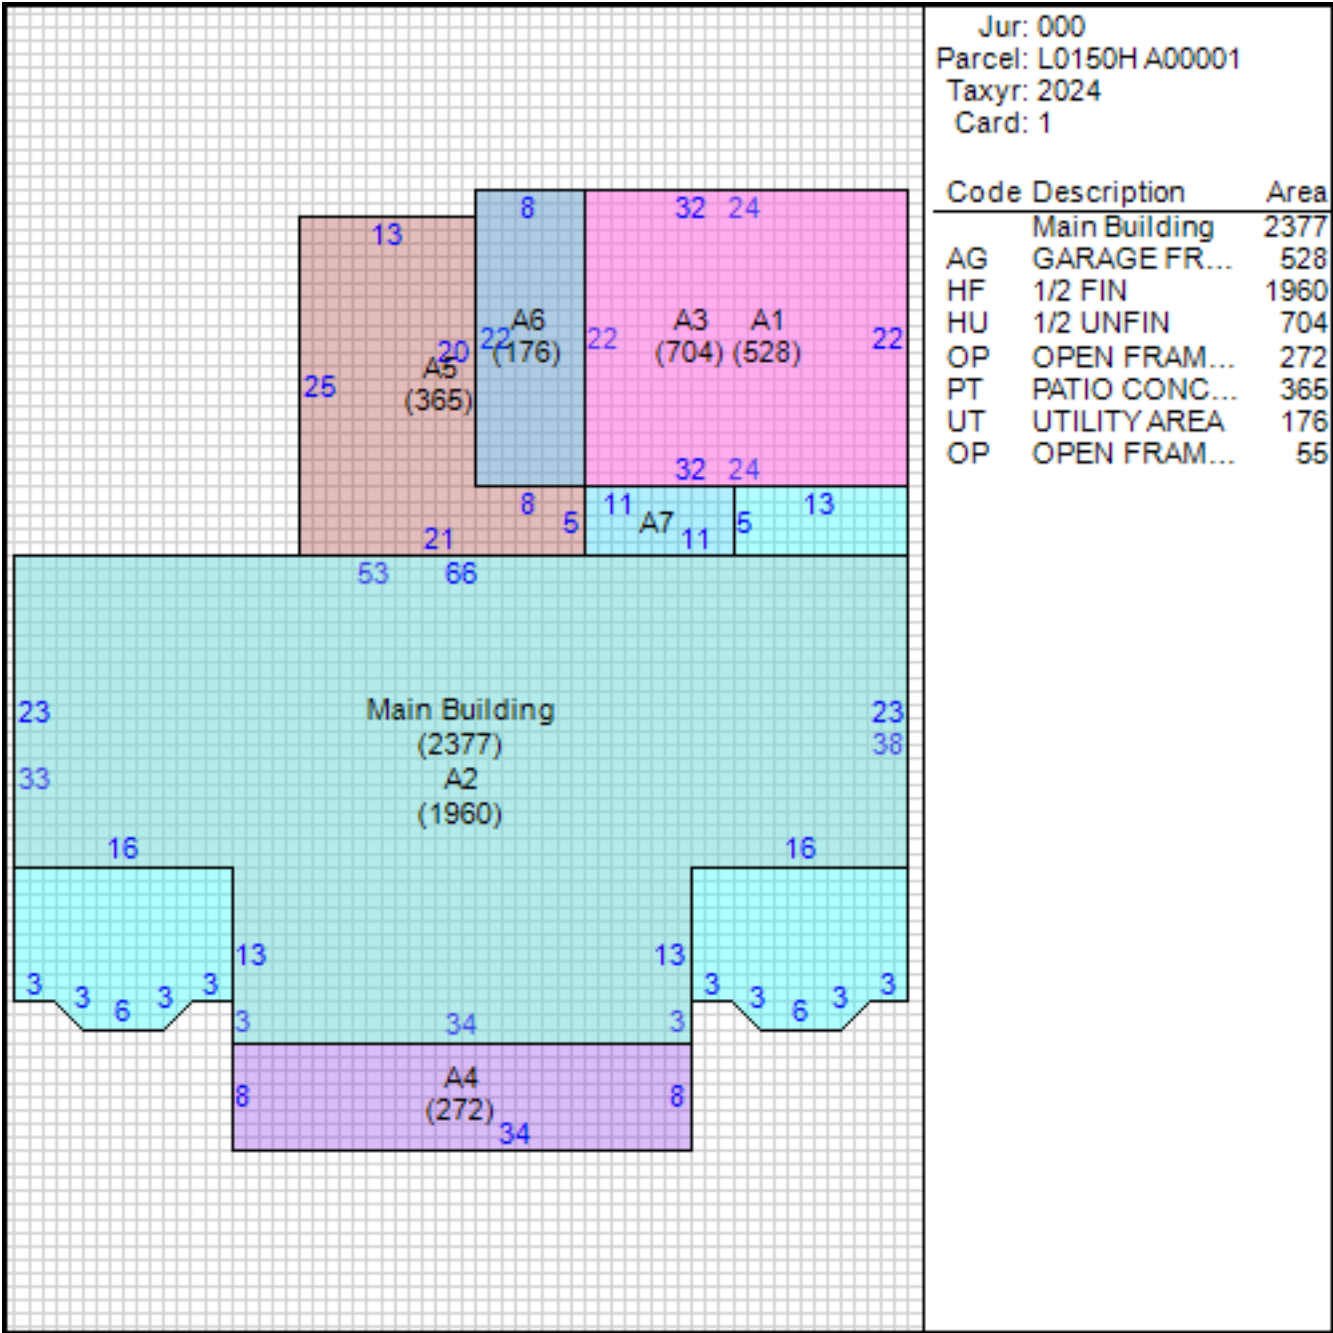 Jur: 000
Parcel: L0150H A00001
Taxyr: 2024
Card: 1
Code Description Area
Main Building 2377
AG GARAGE FR... 528
HF 1/2 FIN 1960
HU 1/2 UNFIN 704
OP OPEN FRAM... 272
PT PATIO CONC... 365
UT UTILITY AREA 176
OP OPEN FRAM... 55
8 32 24
13
A6 A3 A1
22 22 22
20 (176) (704) (528)
A5
25 (365)
32 24
8 11 13
5 A7 5
21 11
53 66
Main Building
23 23
(2377)
38
33 A2
(1960)
16 16
13 13
3 3 3 3
3 3 3 3
6 6
3 34 3
A4
8 (272) 8
34